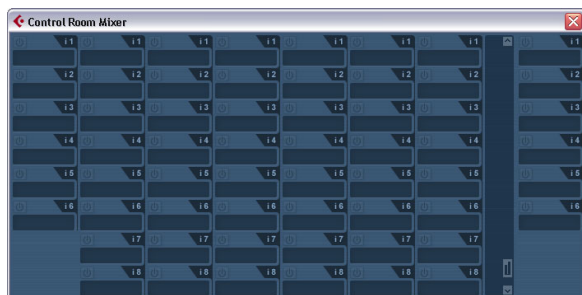 Control Room Mixer
i 1 i 1 i 1 i 1 i 1 i 1 i 1 i 1
i 2 i 2 i 2 i 2 i 2 i 2 i 2 i 2
i 3 i 3 i 3 i 3 i 3 i 3 i 3 i 3
i 4 i 4 i 4 i 4 i 4 i 4 i 4 i 4
i 5 i 5 i 5 i 5 i 5 i 5 i 5 i 5
i 6 i 6 i 6 i 6 i 6 i 6 i 6 i 6
i 7 i 7 i 7 i 7 i 7 i 7
i 8 i 8 i 8 i 8 i 8 i 8